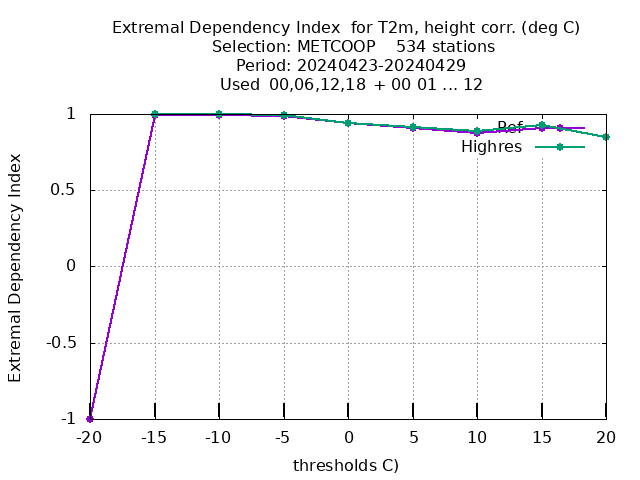 Extremal Dependency Index  for T2m, height corr. (deg C)
Selection: METCOOP    534 stations
Period: 20240423-20240429
Used  00,06,12,18  + 00 01 ... 12
Extremal Dependency Index
1
0.5
0
-0.5
-1
Ref
Highres
-20 -15 -10 -5 0 5 10 15 20
thresholds C)